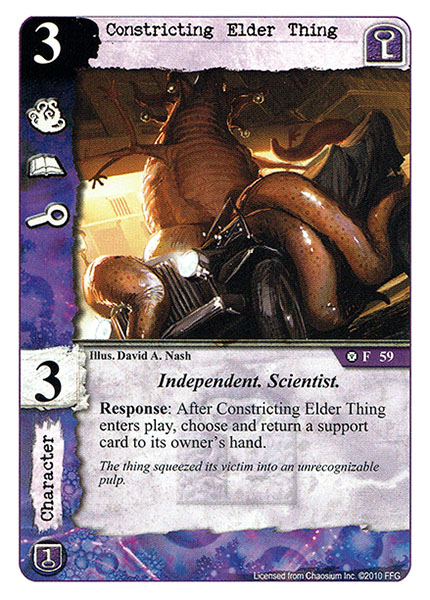 3
Constricting Elder Thing
Illus. David A. Nash
F 59
3
Independent. Scientist.
Response: After Constricting Elder Thing
enters play, choose and return a support
card to its owner's hand.
The thing squeezed its victim into an unrecognizable
pulp.
Character
1
Licensed from Chaosium Inc. ©2010 FFG